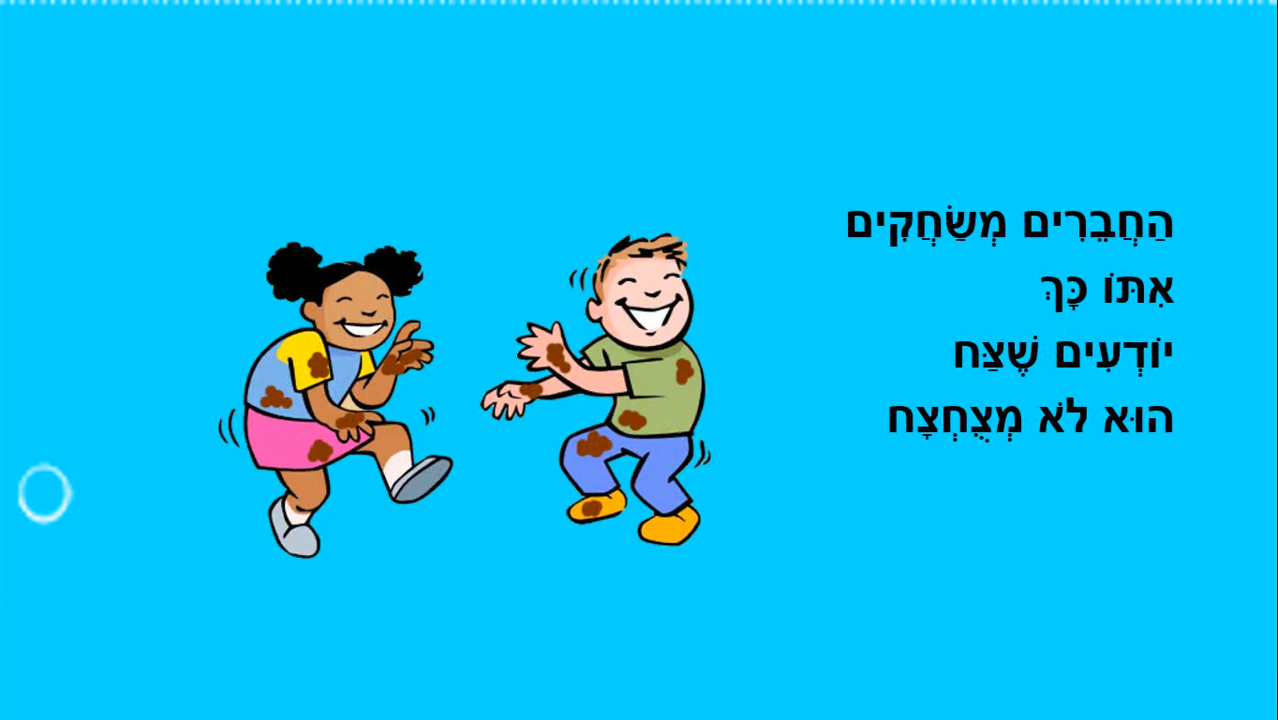 הַחֲבֵרִים מְשַׂחֲקִים
אִתּוֹ כָּךְ
יוֹדְעִים שֶׁצַּח
הוּא לֹא מְצֻחְצָח